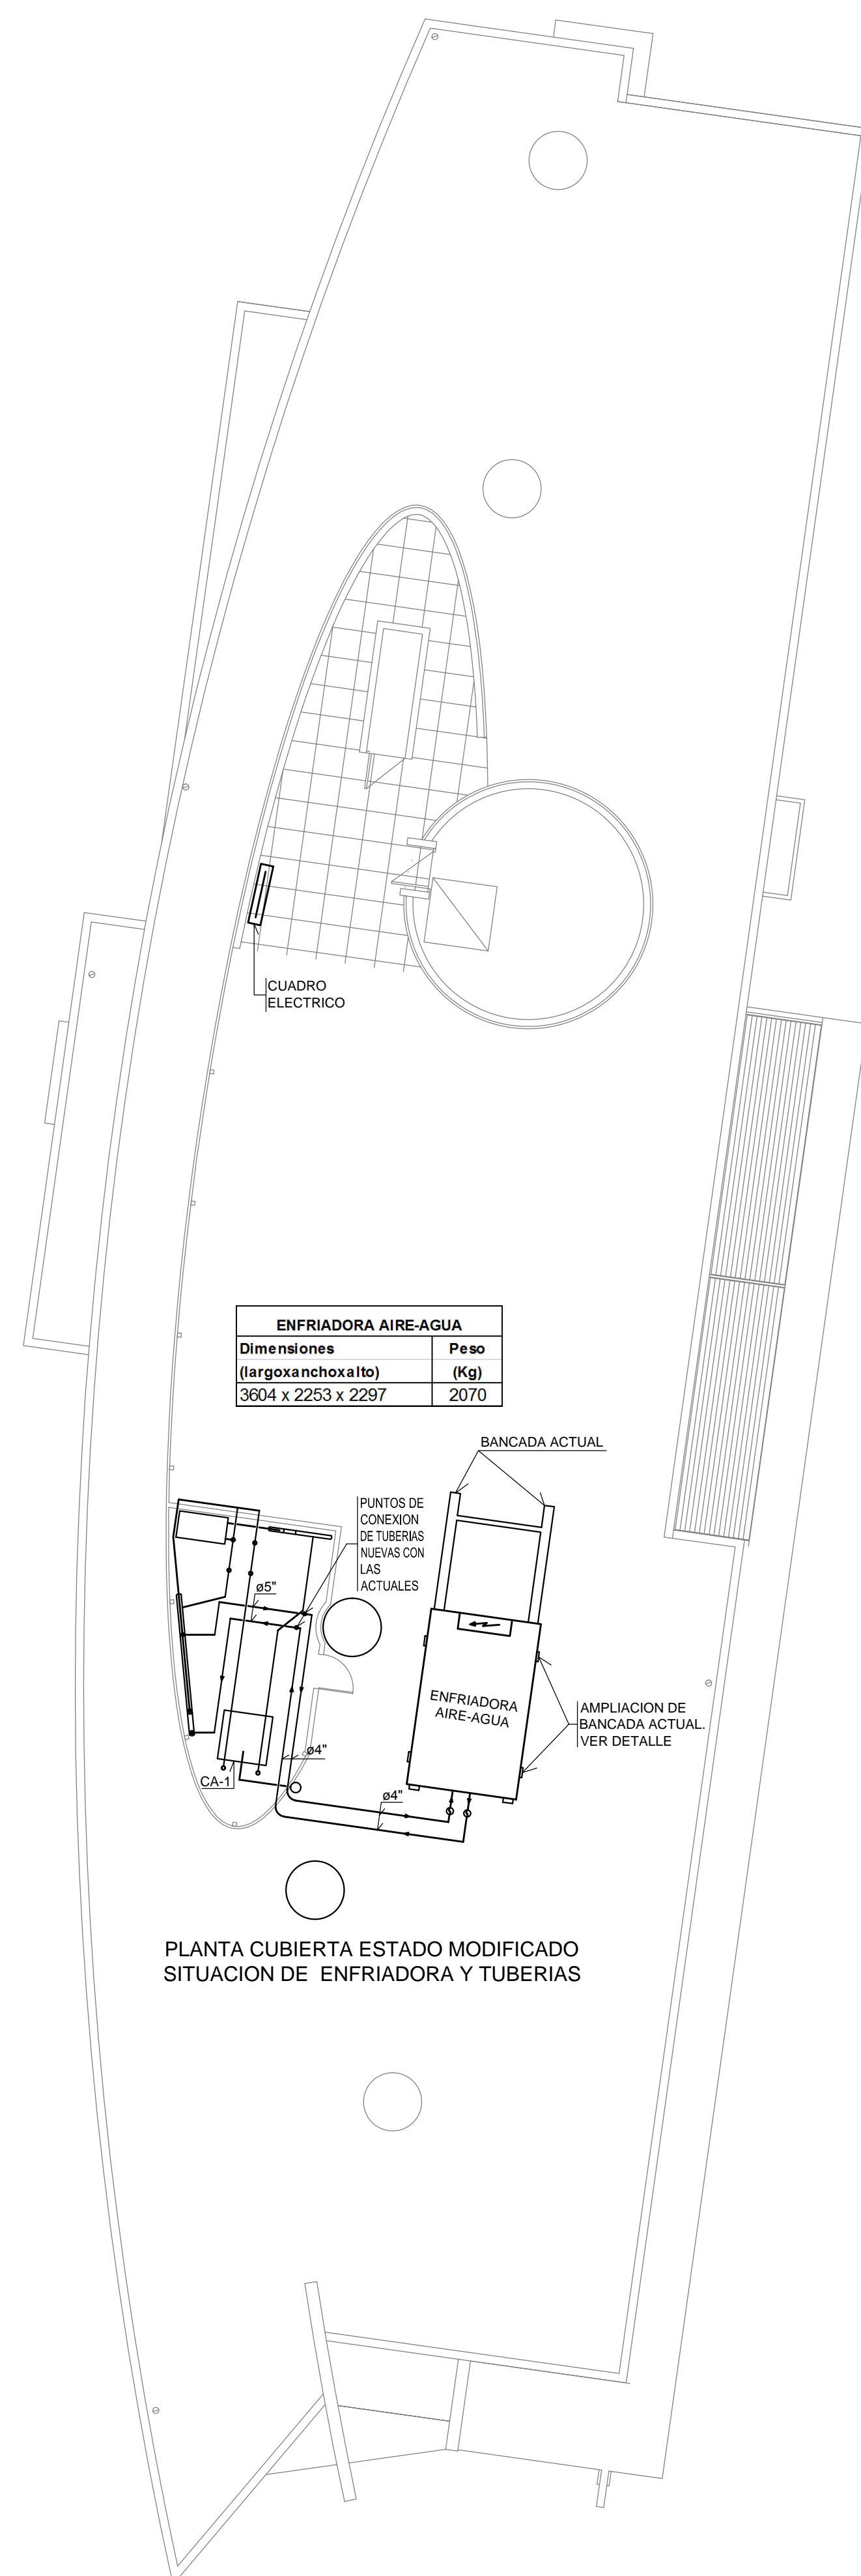 CUADRO
ELECTRICO
ENFRIADORA AIRE-AGUA
Dimensiones Peso
(largoxanchoxalto) (Kg)
3604 x 2253 x 2297 2070
BANCADA ACTUAL
PUNTOS DE
CONEXION
DE TUBERIAS
NUEVAS CON
LAS
ACTUALES
ø5"
ENFRIADORA
AIRE-AGUA
AMPLIACION DE
BANCADA ACTUAL.
VER DETALLE
ø4"
CA-1
ø4"
PLANTA CUBIERTA ESTADO MODIFICADO
SITUACION DE ENFRIADORA Y TUBERIAS